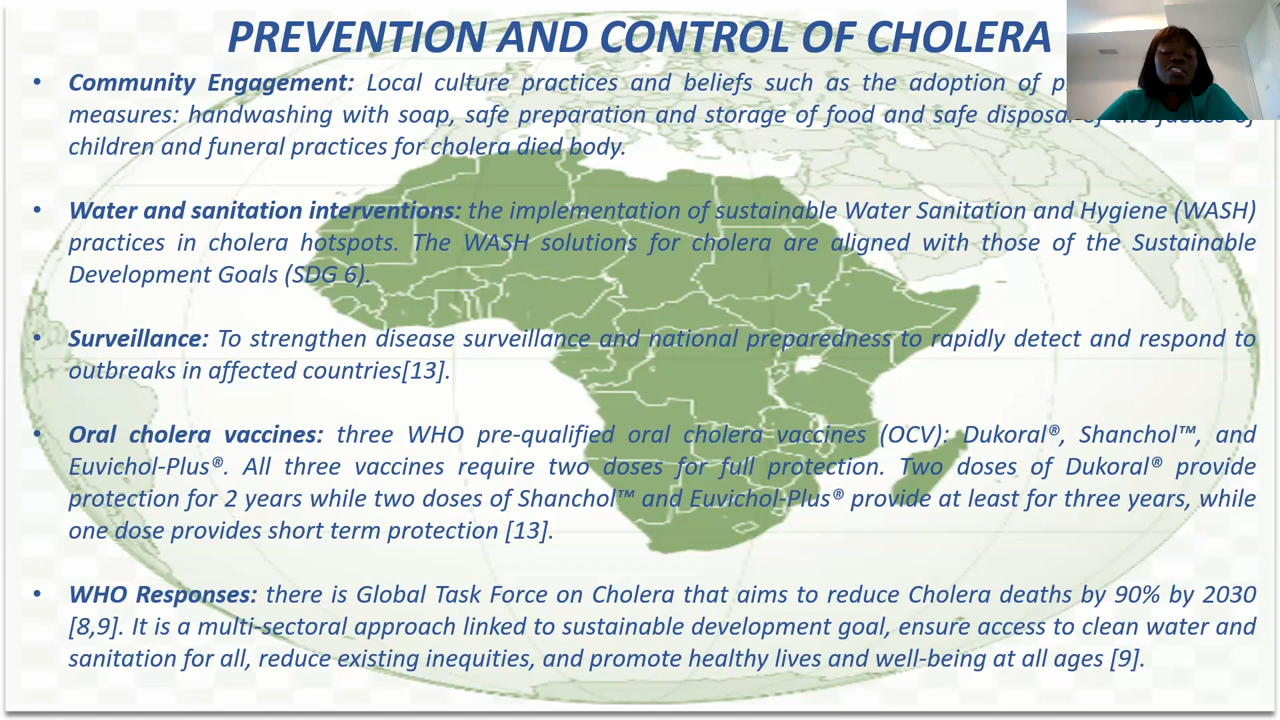 PREVENTION AND CONTROL OF CHOLERA
• Community Engagement: Local culture practices and beliefs such as the adoption of
measures: handwashing with soap, safe preparation and storage of food and safe disposal of the faeces of
children and funeral practices for cholera died body.
• Water and sanitation interventions: the implementation of sustainable Water Sanitation and Hygiene (WASH)
practices in cholera hotspots. The WASH solutions for cholera are aligned with those of the Sustainable
Development Goals (SDG 6).
• Surveillance: To strengthen disease surveillance and national preparedness to rapidly detect and respond to
outbreaks in affected countries[13].
• Oral cholera vaccines: three WHO pre-qualified oral cholera vaccines (OCV): Dukoral®, Shanchol™, and
Euvichol-Plus®. All three vaccines require two doses for full protection. Two doses of Dukoral® provide
protection for 2 years while two doses of Shanchol™ and Euvichol-Plus® provide at least for three years, while
one dose provides short term protection [13].
• WHO Responses: there is Global Task Force on Cholera that aims to reduce Cholera deaths by 90% by 2030
[8,9]. It is a multi-sectoral approach linked to sustainable development goal, ensure access to clean water and
sanitation for all, reduce existing inequities, and promote healthy lives and well-being at all ages [9].